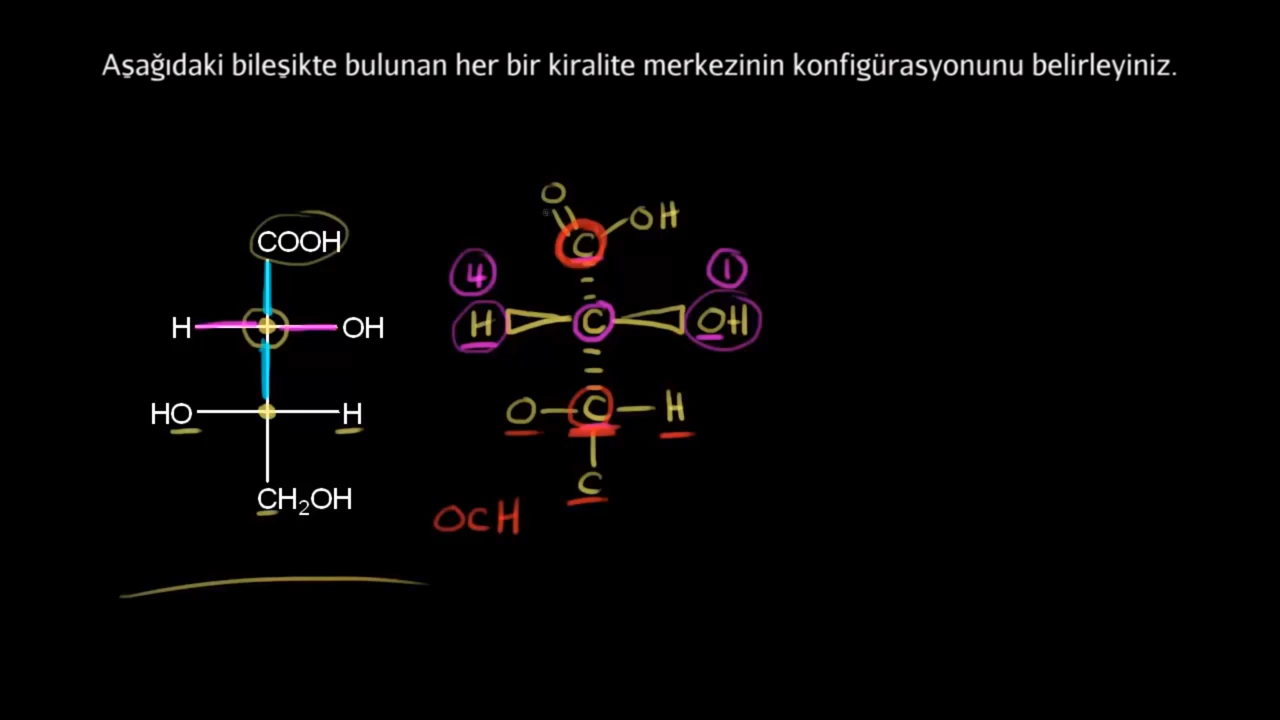 Aşağıdaki bileşikte bulunan her bir kiralite merkezinin konfigürasyonunu belirleyiniz.
O
COOH C OH
4 1
H OH H C OH
HO H O C H
CH₂OH C
OCH